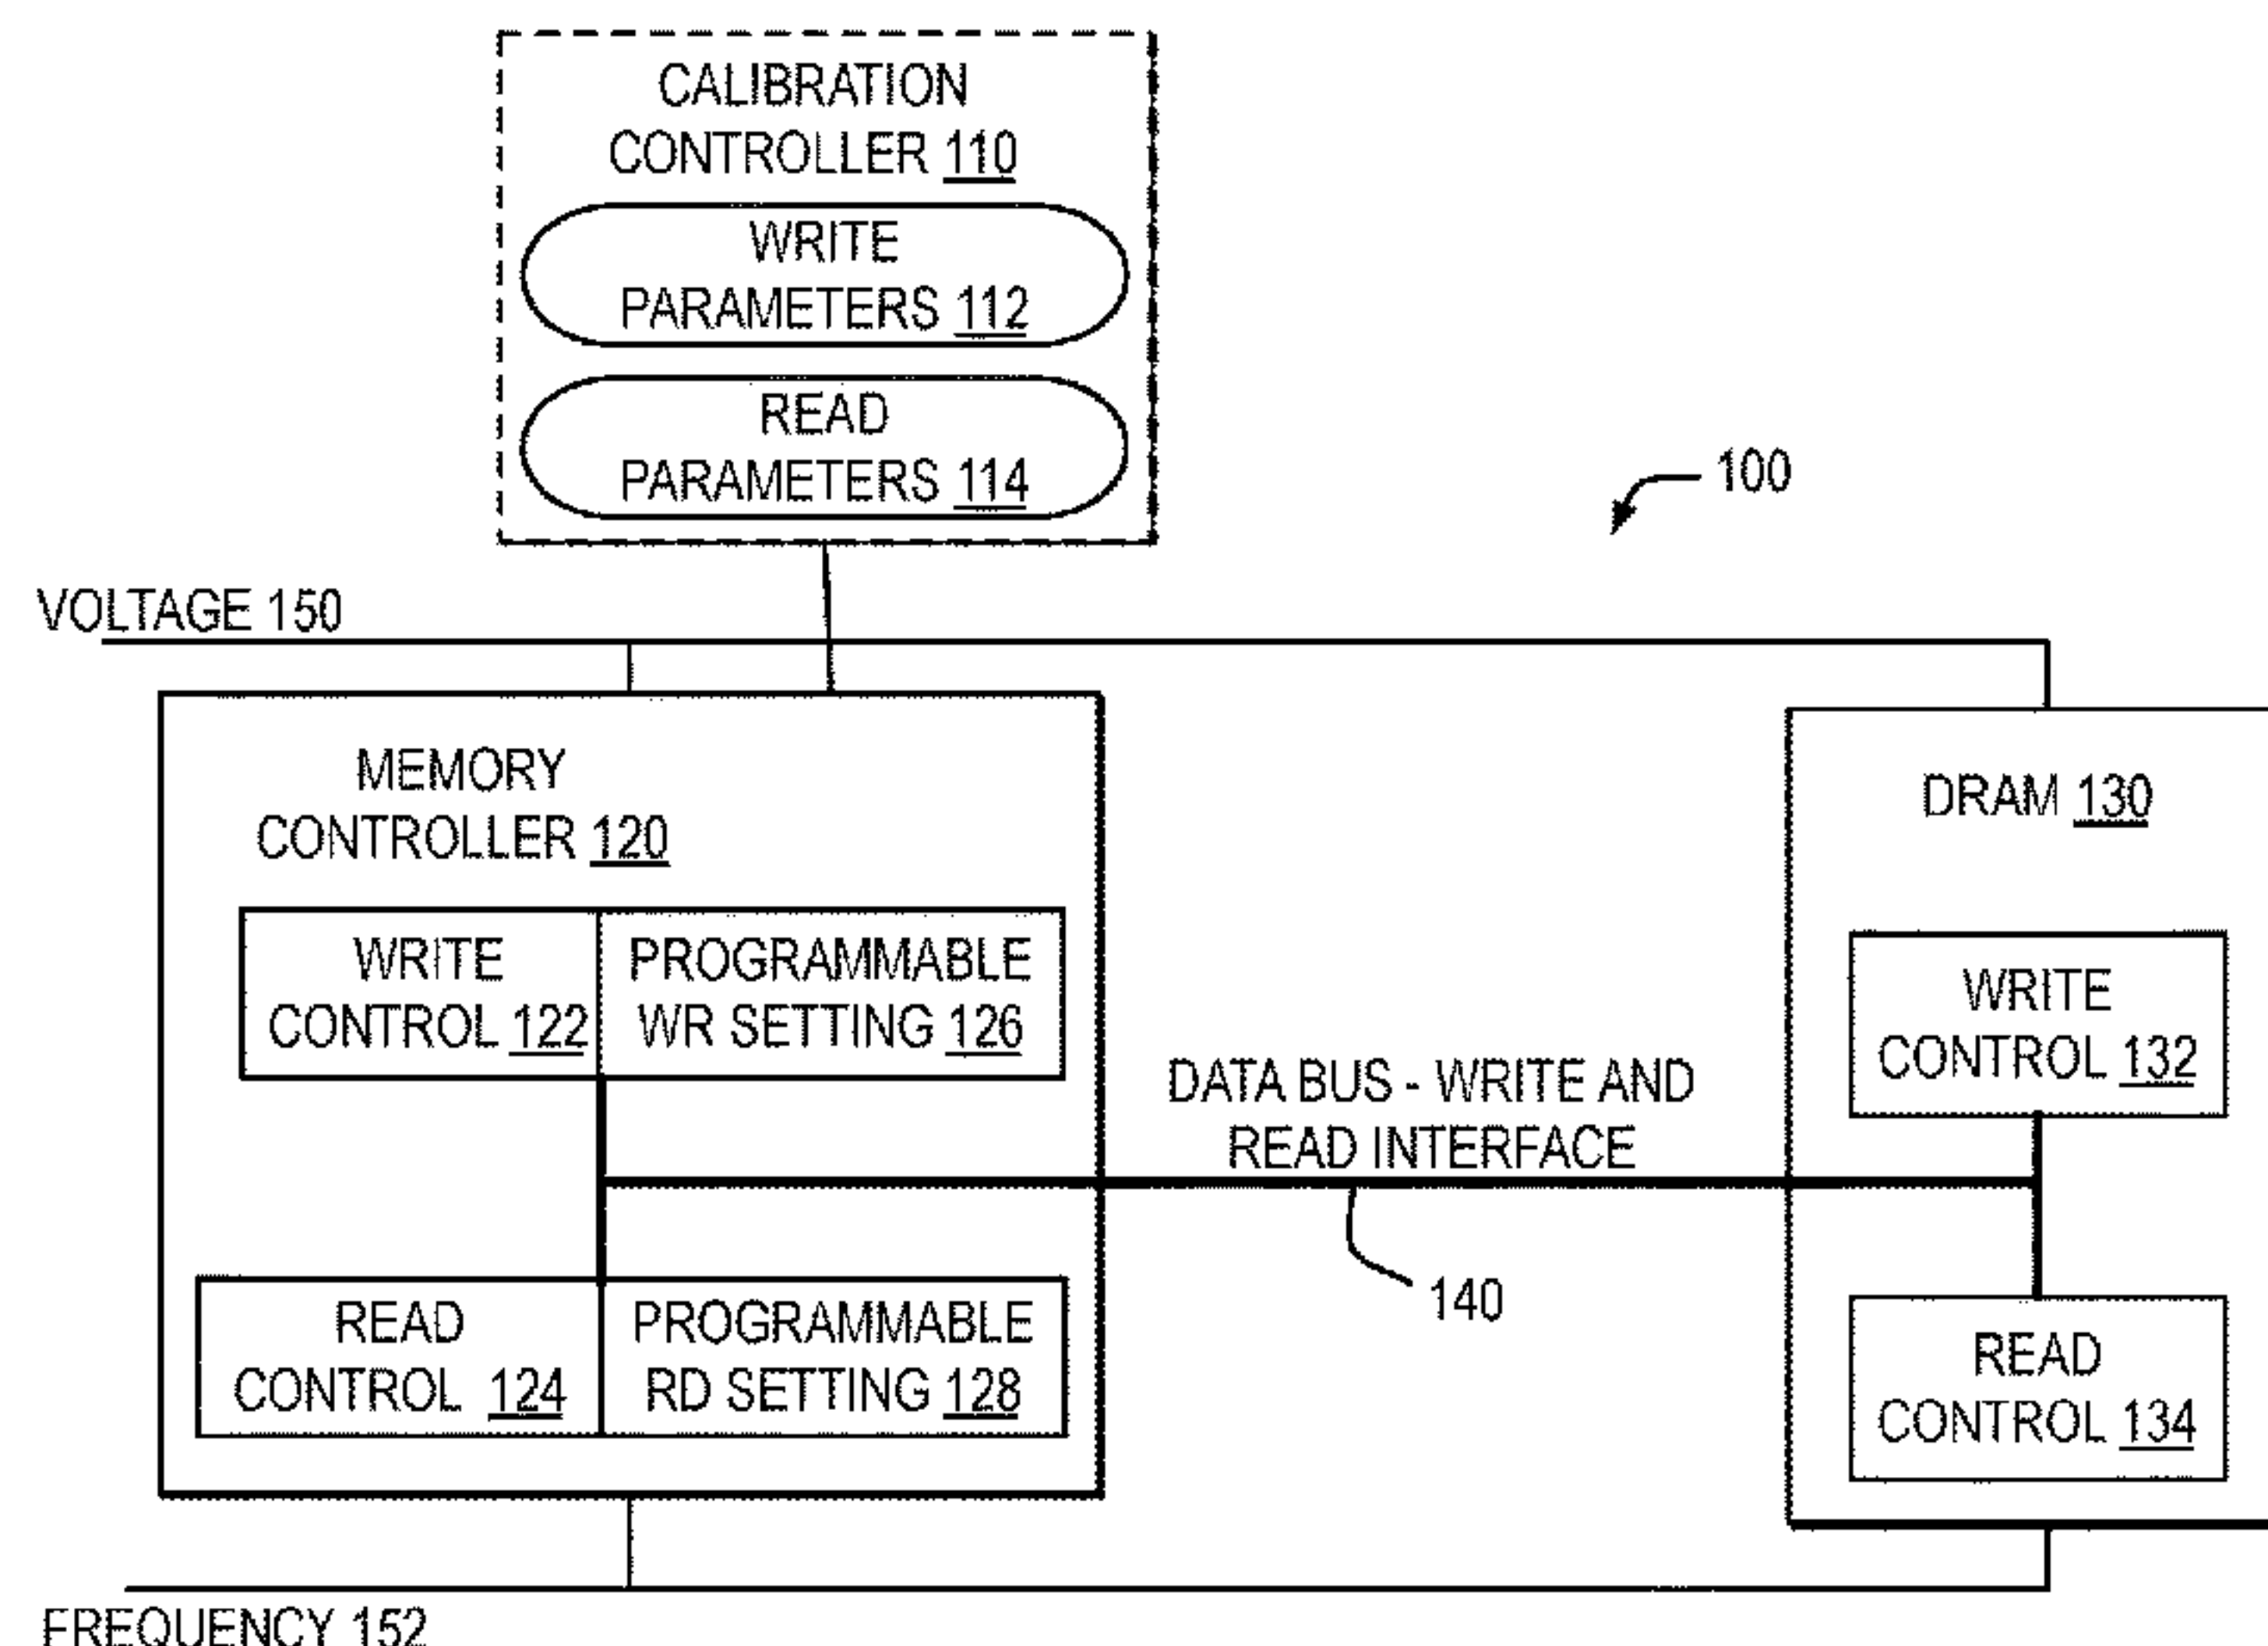 CALIBRATION
CONTROLLER 110
WRITE
PARAMETERS 112
READ
PARAMETERS 114
100
VOLTAGE 150
MEMORY
CONTROLLER 120
DRAM 130
WRITE
CONTROL 122
PROGRAMMABLE
WR SETTING 126
WRITE
CONTROL 132
DATA BUS - WRITE AND
READ INTERFACE
140
READ
CONTROL 124
PROGRAMMABLE
RD SETTING 128
READ
CONTROL 134
FREQUENCY 152